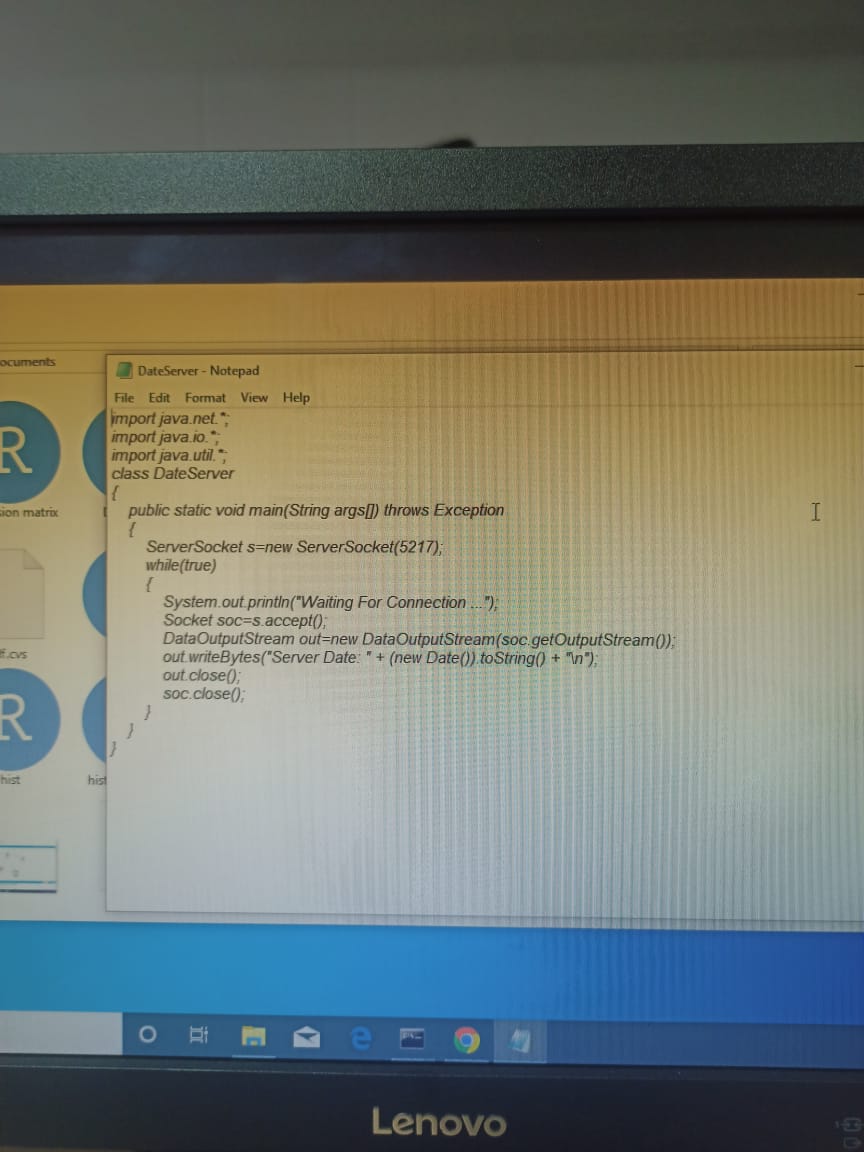 ocuments
DateServer - Notepad
File Edit Format View Help
import java.net.*;
import java.io.*;
import java.util.*;
class DateServer
{
public static void main(String args[]) throws Exception
{
ServerSocket s=new ServerSocket(5217);
while(true)
{
System.out.println("Waiting For Connection ...");
Socket soc=s.accept();
DataOutputStream out=new DataOutputStream(soc.getOutputStream());
out.writeBytes("Server Date: " + (new Date()).toString() + "\n");
out.close();
soc.close();
}
}
}
R
sion matrix
f.cvs
R
hist
hist
Lenovo